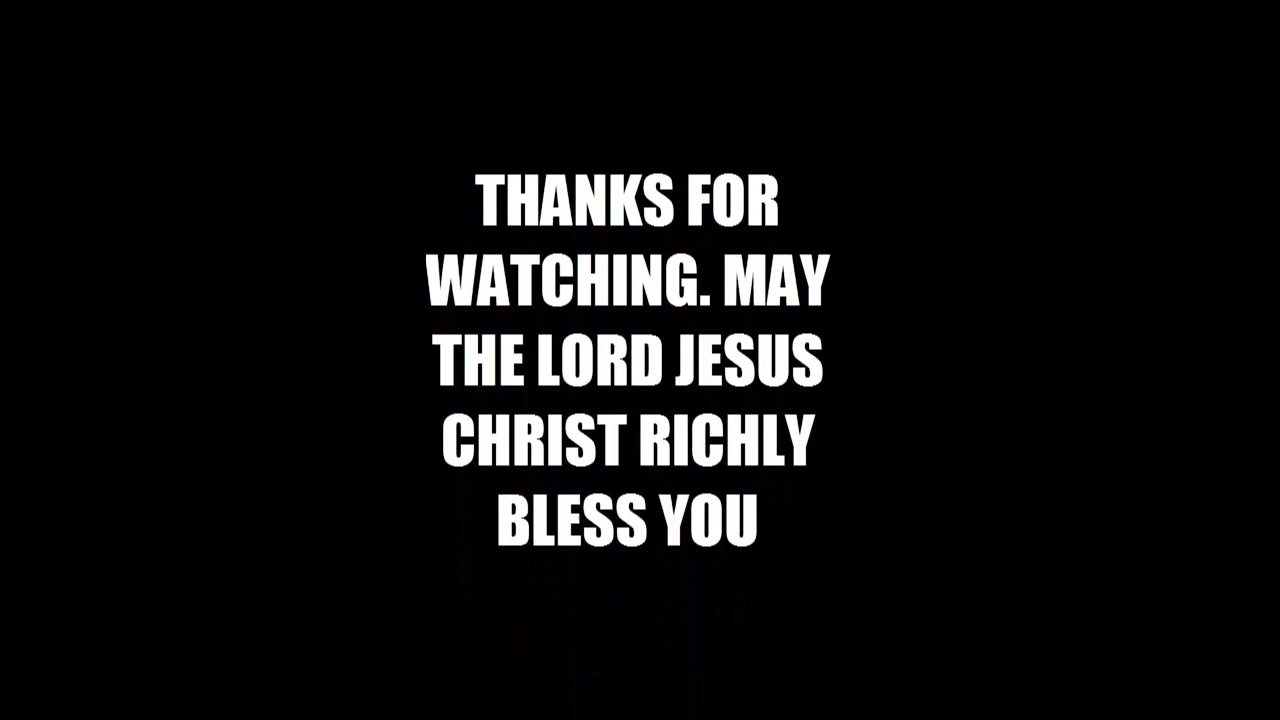 THANKS FOR
WATCHING. MAY
THE LORD JESUS
CHRIST RICHLY
BLESS YOU